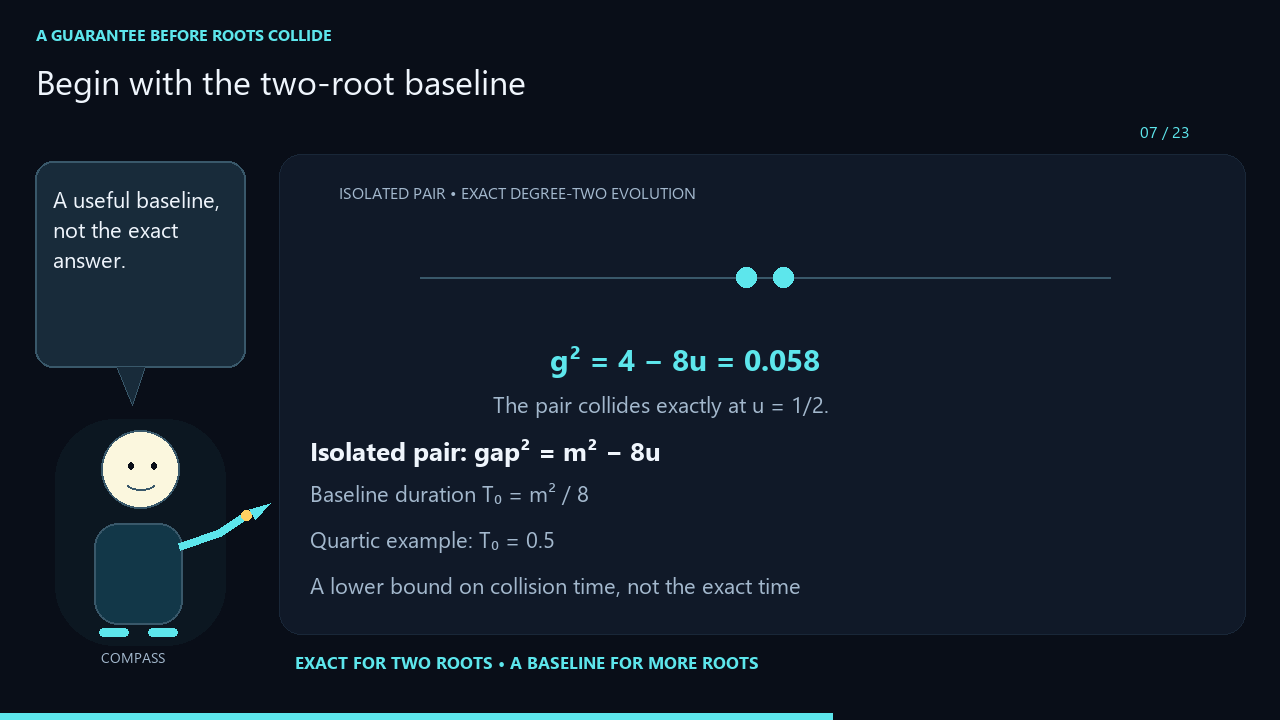 A GUARANTEE BEFORE ROOTS COLLIDE
Begin with the two-root baseline
07 / 23
A useful baseline,
not the exact
answer.
ISOLATED PAIR • EXACT DEGREE-TWO EVOLUTION
g² = 4 − 8u = 0.058
The pair collides exactly at u = 1/2.
Isolated pair: gap² = m² − 8u
Baseline duration T₀ = m² / 8
Quartic example: T₀ = 0.5
A lower bound on collision time, not the exact time
COMPASS
EXACT FOR TWO ROOTS • A BASELINE FOR MORE ROOTS